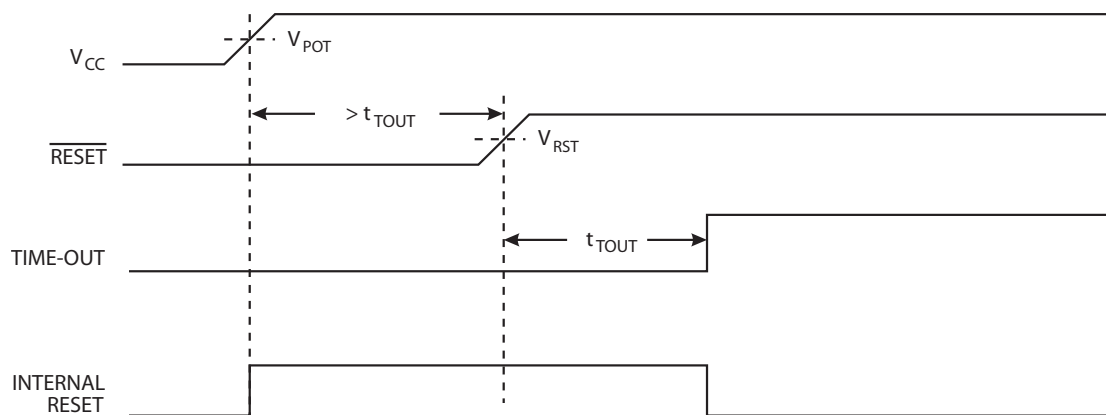 V_CC
V_POT
> t_TOUT
RESET
V_RST
TIME-OUT
t_TOUT
INTERNAL
RESET